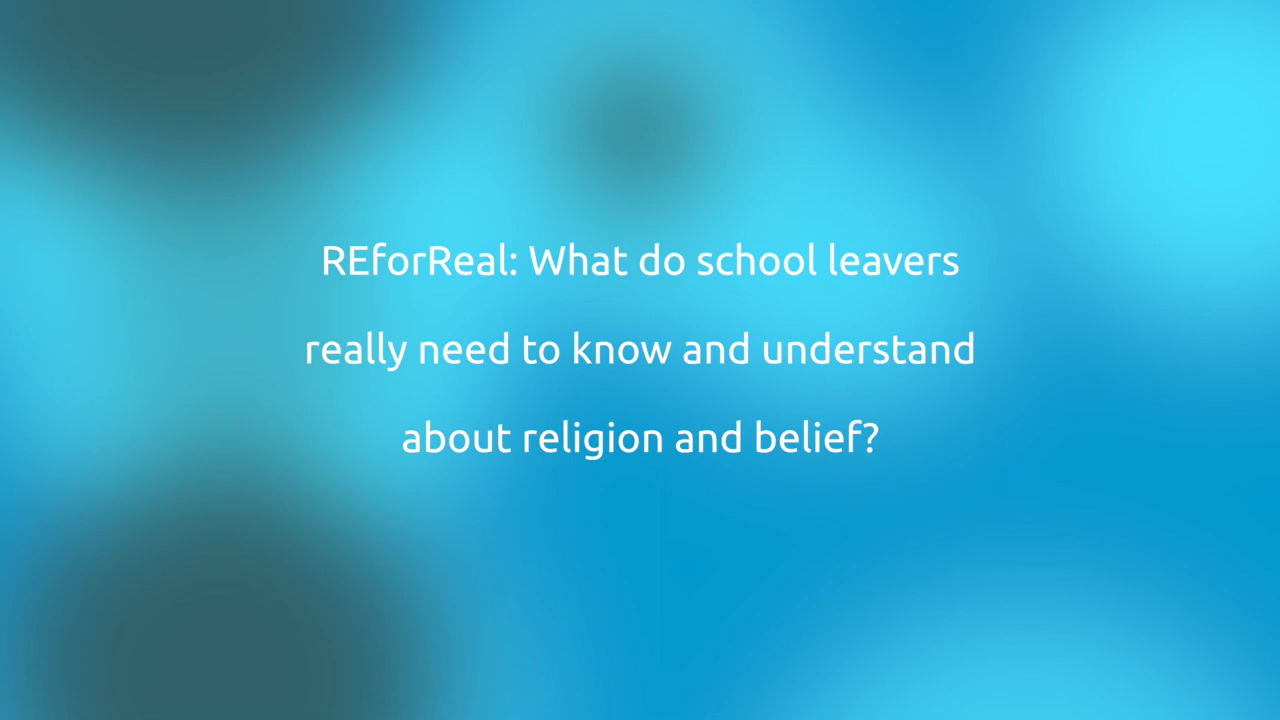 REforReal: What do school leavers
really need to know and understand
about religion and belief?